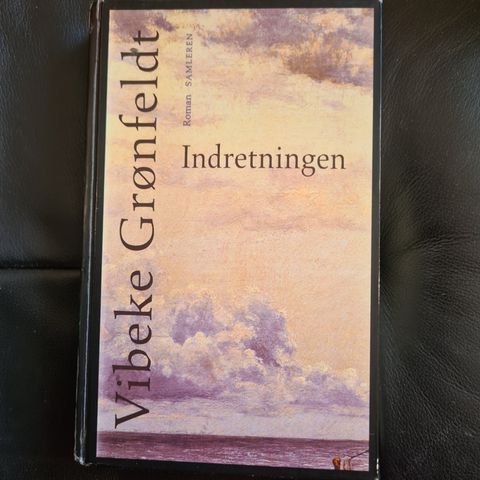 Vibeke Grønfeldt
Roman SAMLEREN
Indretningen